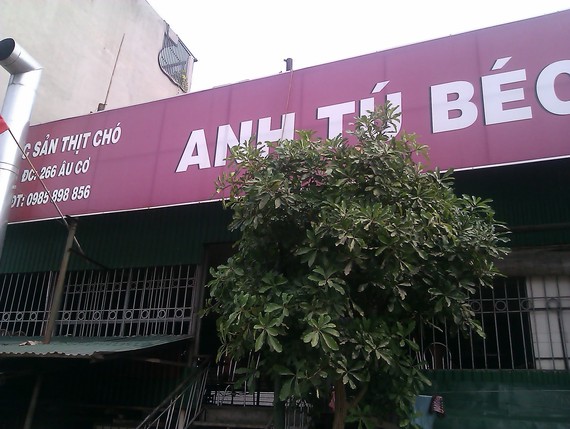 C SẢN THỊT CHÓ
ĐC: 266 ÂU CƠ
ĐT: 0985 898 856
ANH TÚ BÉO